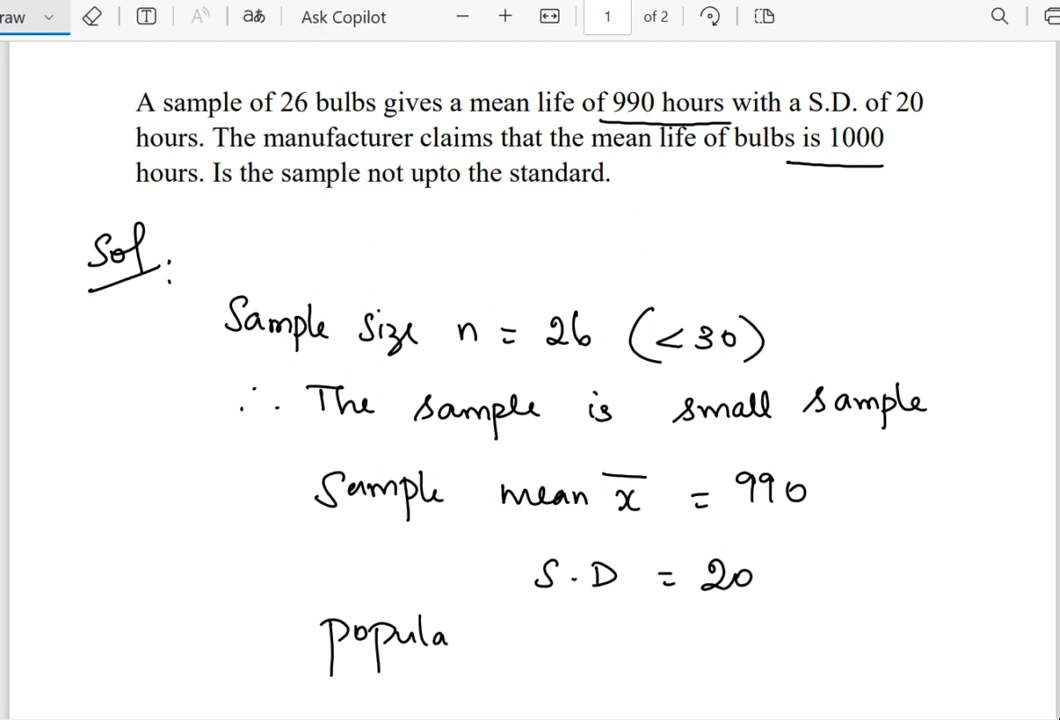 raw
A
aあ
Ask Copilot
1
of 2
A sample of 26 bulbs gives a mean life of 990 hours with a S.D. of 20
hours. The manufacturer claims that the mean life of bulbs is 1000
hours. Is the sample not upto the standard.
Sol:
Sample size n = 26 (<30)
∴ The sample is small sample
Sample mean x̅ = 990
S.D = 20
popula